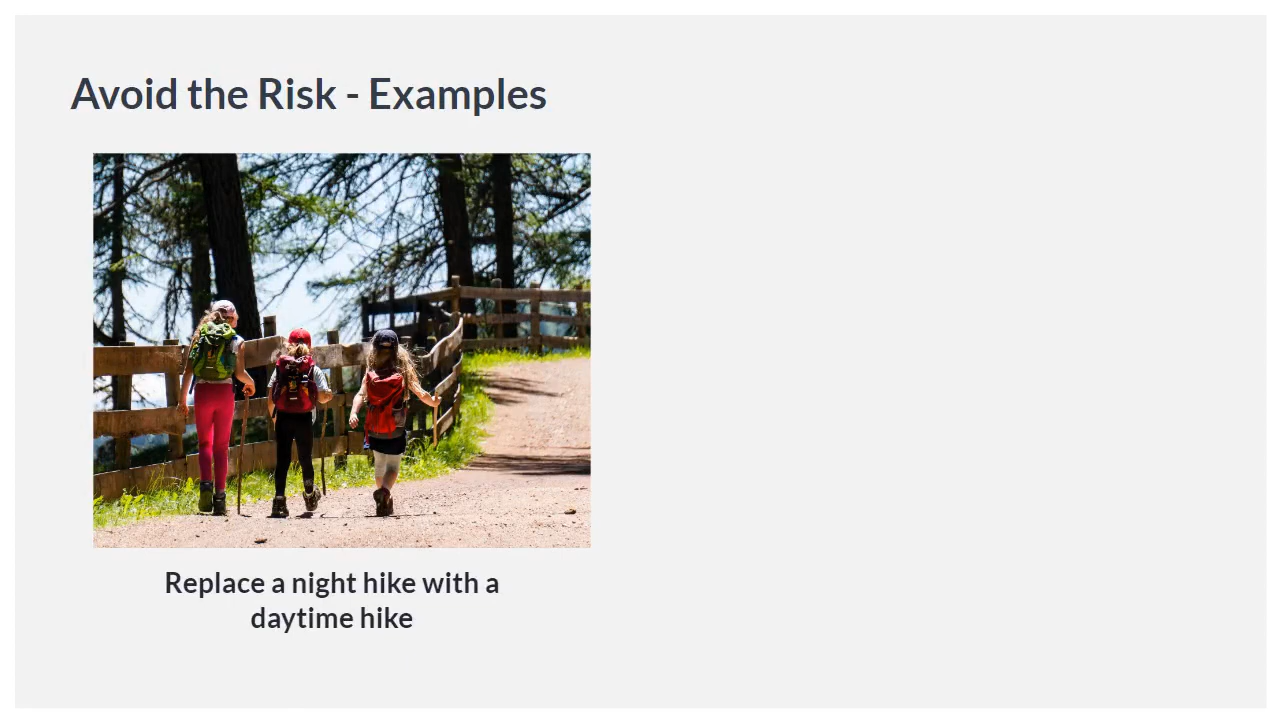 Avoid the Risk - Examples
Replace a night hike with a
daytime hike